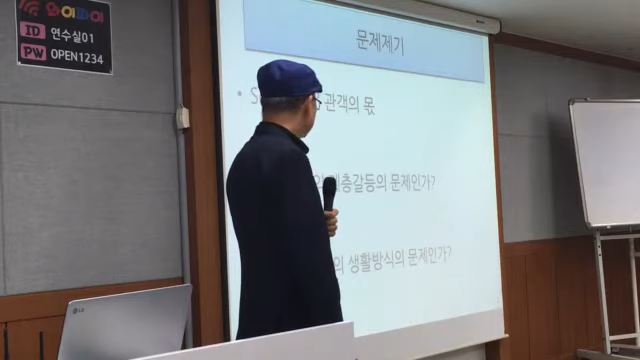 와이파이
ID 연수실01
PW OPEN1234
문제제기
• 관객의 몫
계층갈등의 문제인가?
의 생활방식의 문제인가?
LG